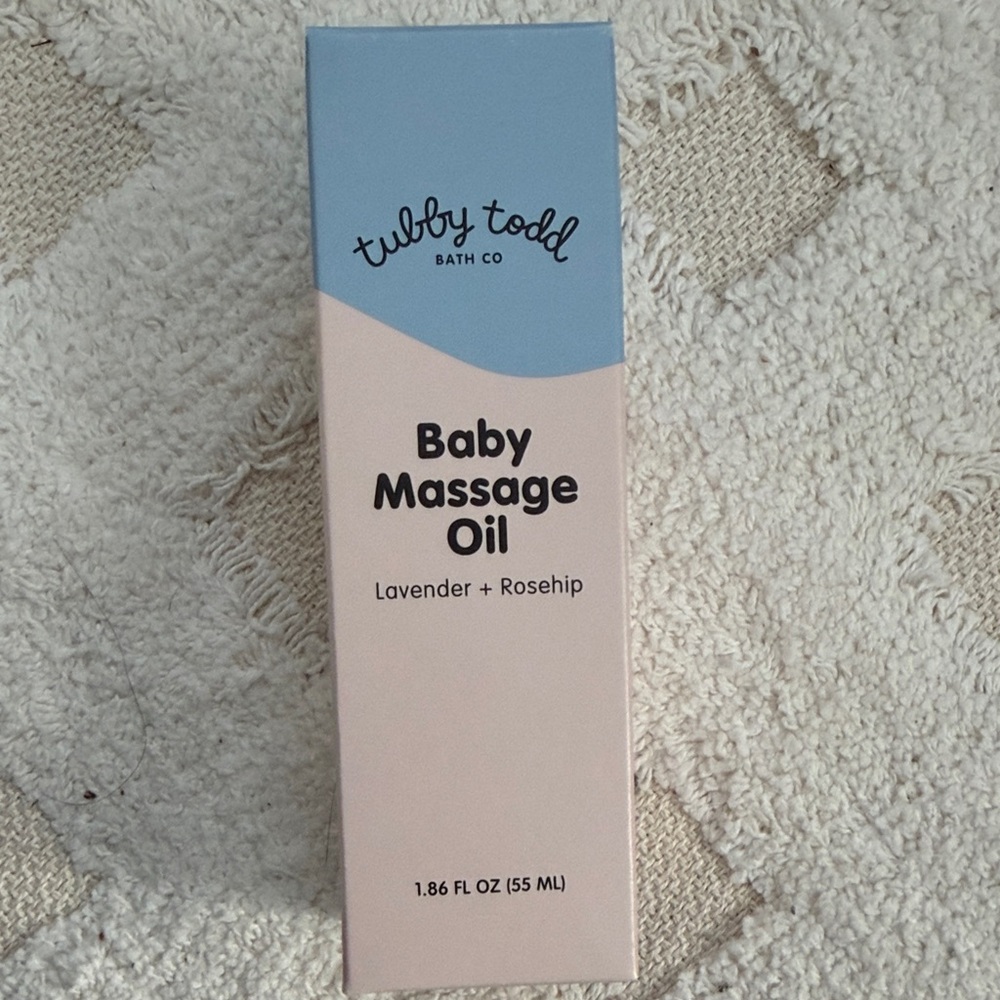 tubby todd
BATH CO
Baby
Massage
Oil
Lavender + Rosehip
1.86 FL OZ (55 ML)